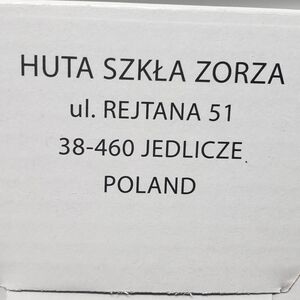 HUTA SZKŁA ZORZA
ul. REJTANA 51
38-460 JEDLICZE
POLAND